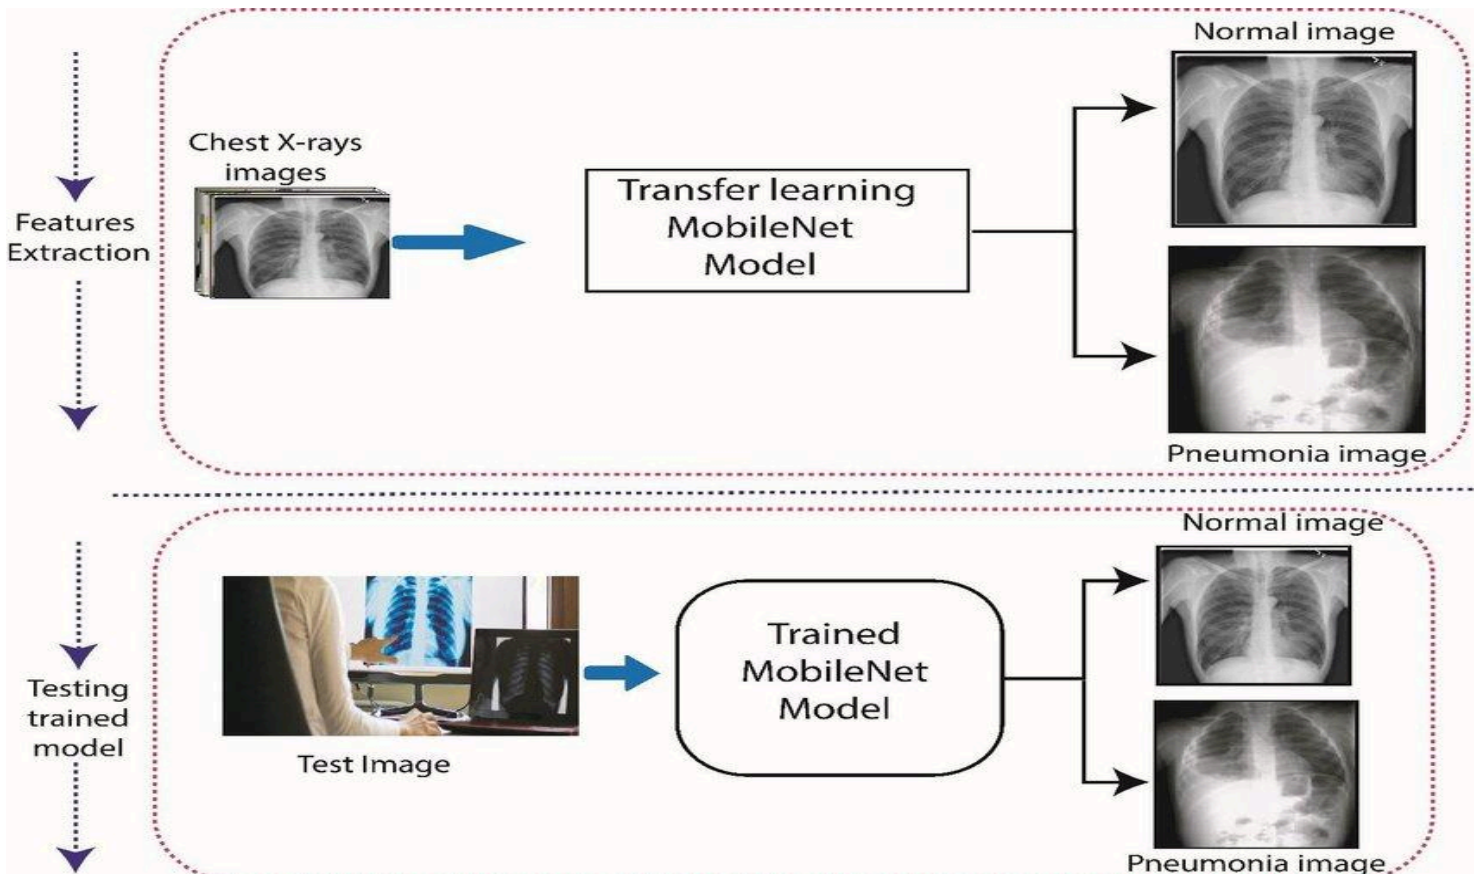 Normal image
Chest X-rays
images
Transfer learning
MobileNet
Model
Features
Extraction
Pneumonia image
Normal image
Trained
MobileNet
Model
Testing
trained
model
Test Image
Pneumonia image